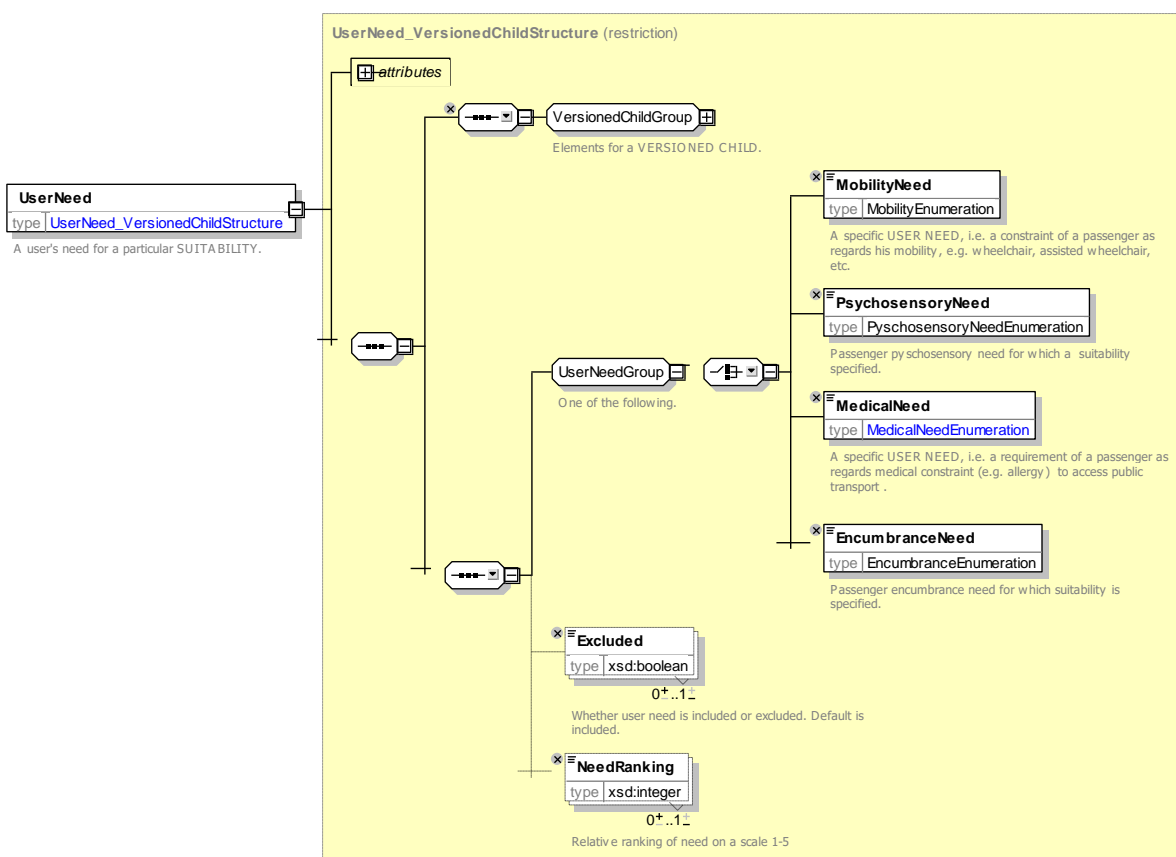 UserNeed_VersionedChildStructure (restriction)
attributes
VersionedChildGroup
Elements for a VERSIONED CHILD.
UserNeed
type UserNeed_VersionedChildStructure
A user's need for a particular SUITABILITY.
MobilityNeed
type MobilityEnumeration
A specific USER NEED, i.e. a constraint of a passenger as
regards his mobility, e.g. wheelchair, assisted wheelchair,
etc.
PsychosensoryNeed
type PyschosensoryNeedEnumeration
Passenger pyschosensory need for which a suitability
specified.
UserNeedGroup
One of the following.
MedicalNeed
type MedicalNeedEnumeration
A specific USER NEED, i.e. a requirement of a passenger as
regards medical constraint (e.g. allergy) to access public
transport .
EncumbranceNeed
type EncumbranceEnumeration
Passenger encumbrance need for which suitability is
specified.
Excluded
type xsd:boolean
0..1
Whether user need is included or excluded. Default is
included.
NeedRanking
type xsd:integer
0..1
Relative ranking of need on a scale 1-5